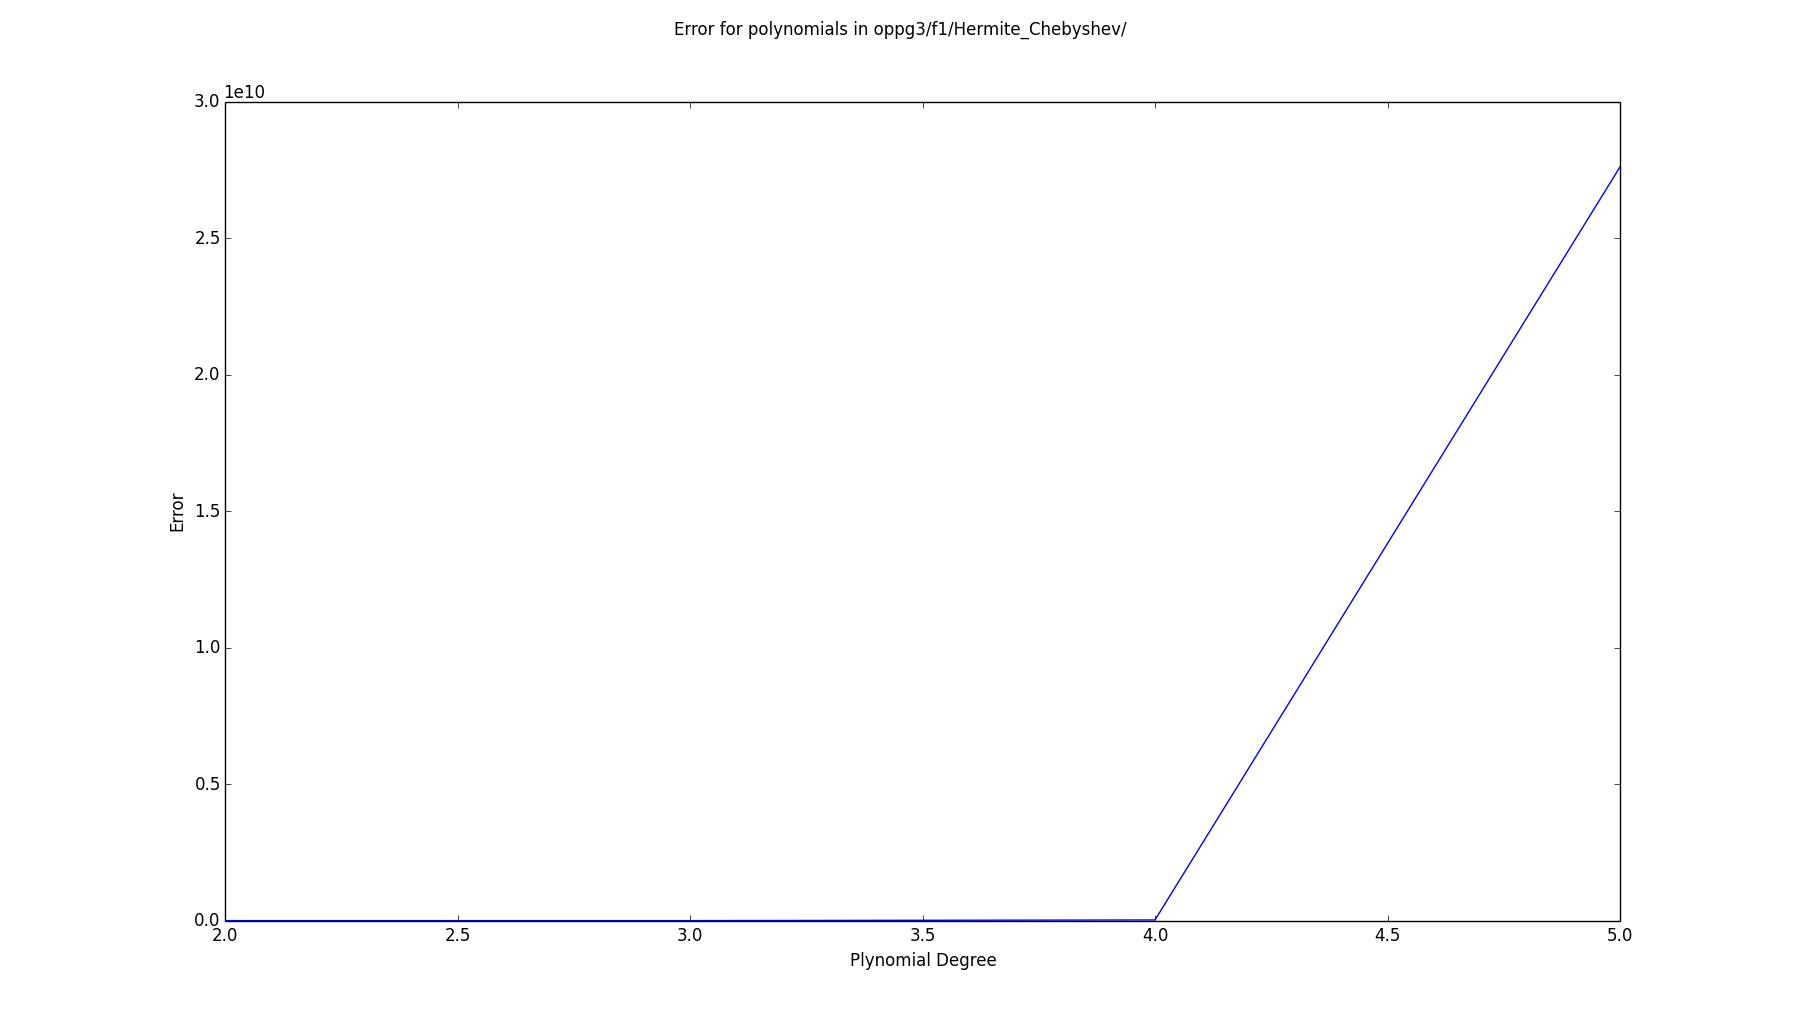 Error for polynomials in oppg3/f1/Hermite_Chebyshev/
1e10
3.0
2.5
2.0
1.5
1.0
0.5
0.0
Error
2.0 2.5 3.0 3.5 4.0 4.5 5.0
Plynomial Degree